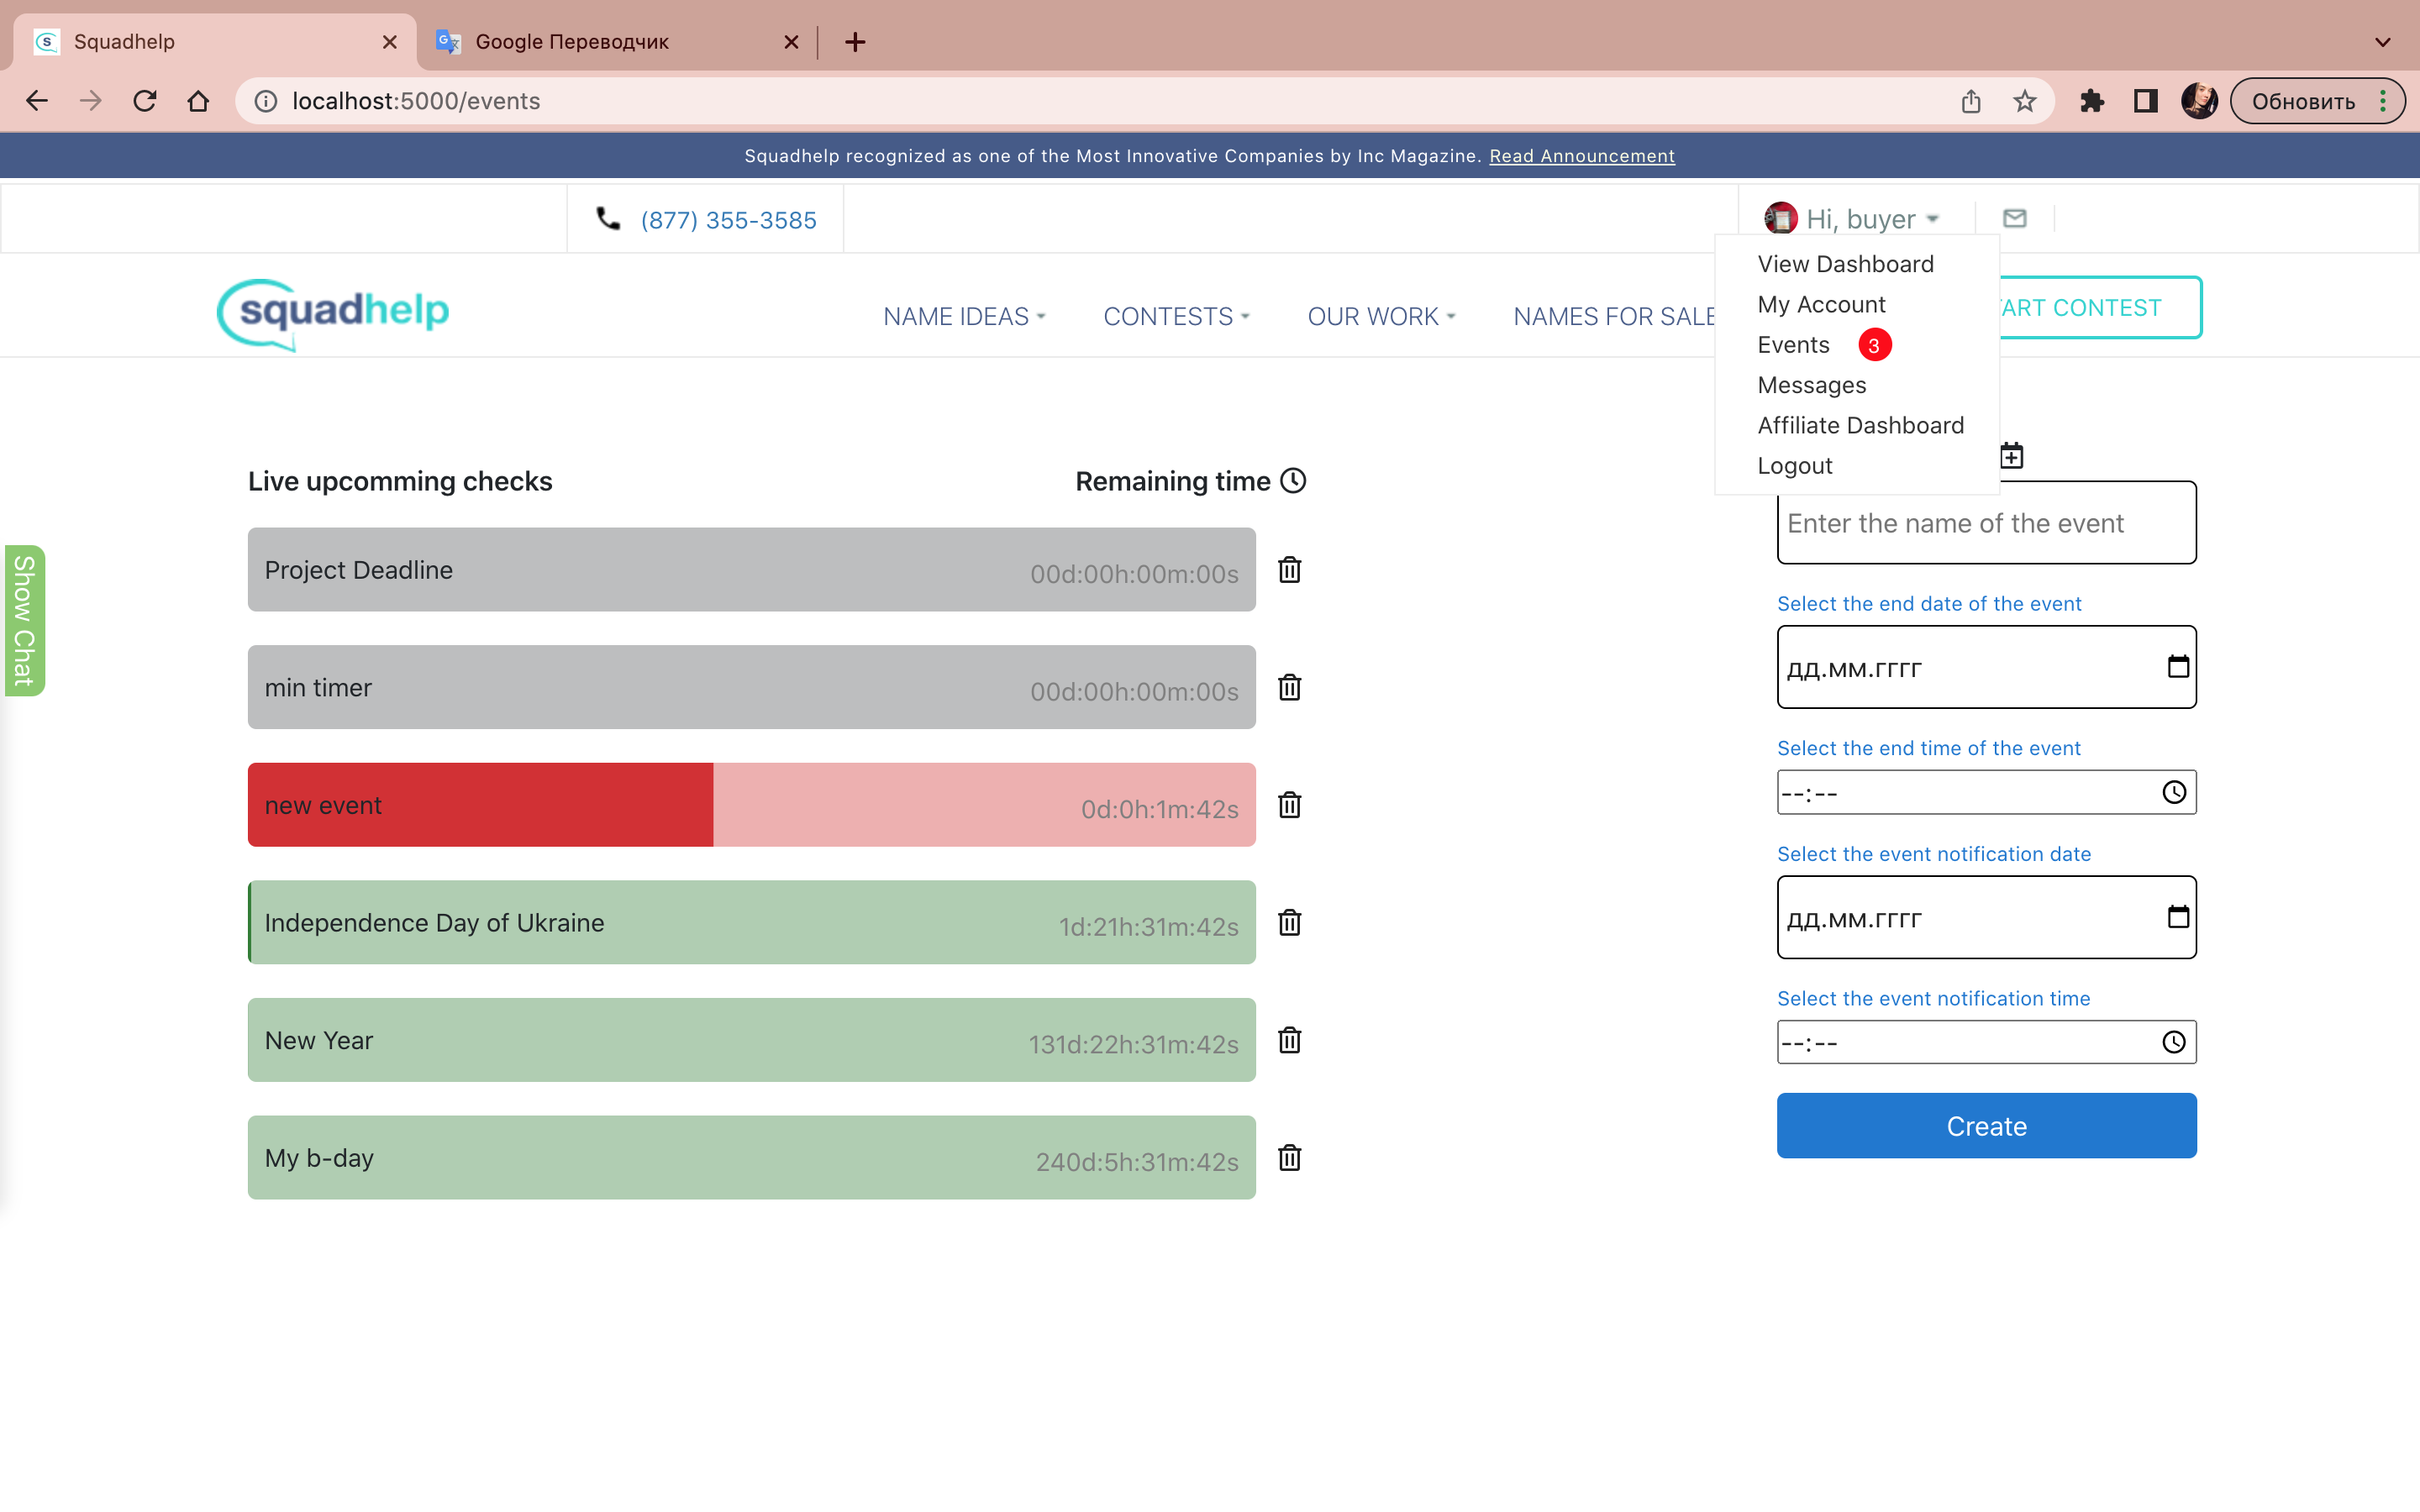 Squadhelp
Google Переводчик
localhost:5000/events
Обновить
Squadhelp recognized as one of the Most Innovative Companies by Inc Magazine. Read Announcement
(877) 355-3585
Hi, buyer
squadhelp
NAME IDEAS
CONTESTS
OUR WORK
NAMES FOR SALE
ART CONTEST
View Dashboard
My Account
Events 3
Messages
Affiliate Dashboard
Logout
Show Chat
Live upcomming checks
Remaining time
Project Deadline
00d:00h:00m:00s
min timer
00d:00h:00m:00s
new event
0d:0h:1m:42s
Independence Day of Ukraine
1d:21h:31m:42s
New Year
131d:22h:31m:42s
My b-day
240d:5h:31m:42s
Enter the name of the event
Select the end date of the event
дд.мм.гггг
Select the end time of the event
--:--
Select the event notification date
дд.мм.гггг
Select the event notification time
--:--
Create